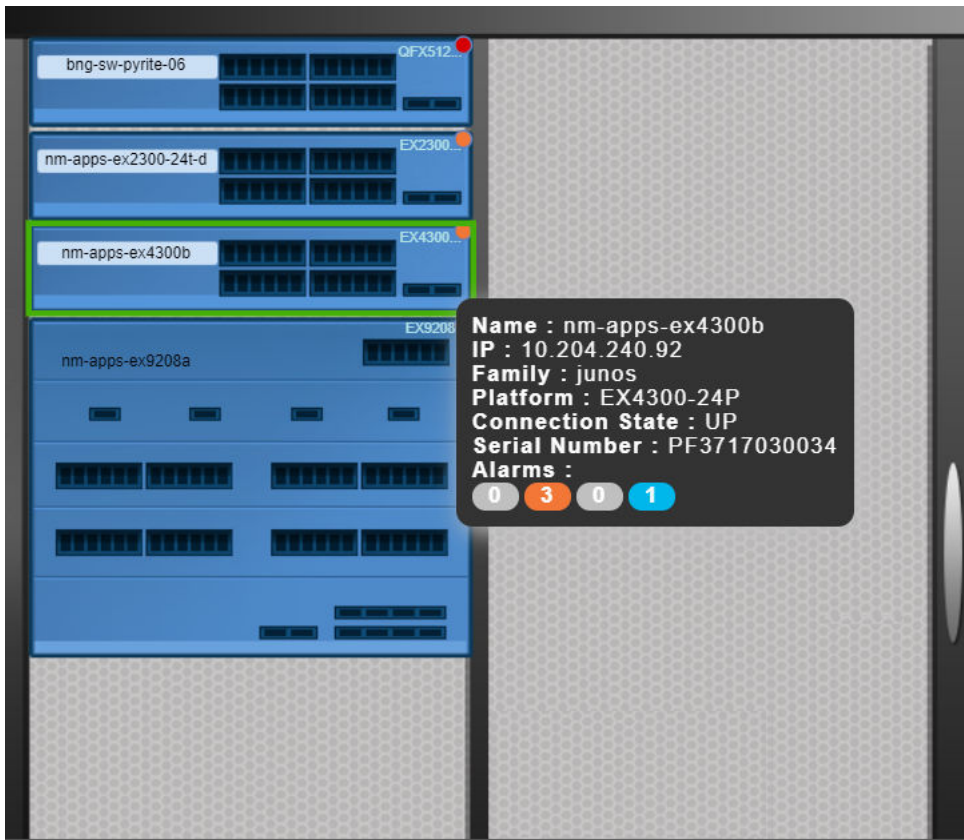 bng-sw-pyrite-06
QFX512...
nm-apps-ex2300-24t-d
EX2300...
nm-apps-ex4300b
EX4300...
EX9208
nm-apps-ex9208a
Name : nm-apps-ex4300b
IP : 10.204.240.92
Family : junos
Platform : EX4300-24P
Connection State : UP
Serial Number : PF3717030034
Alarms :
0 3 0 1